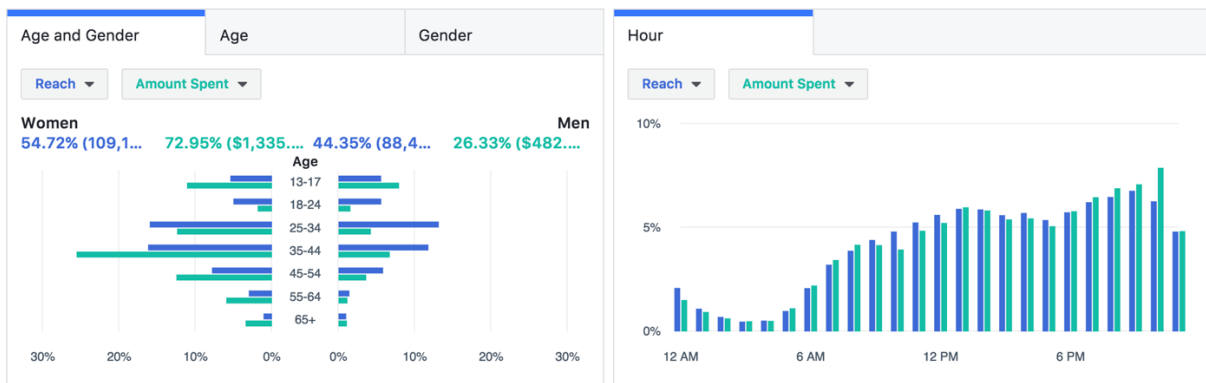 Age and Gender
Age
Gender
Reach
Amount Spent
Women
Men
54.72% (109,1...
72.95% ($1,335....
44.35% (88,4...
26.33% ($482....
Age
13-17
18-24
25-34
35-44
45-54
55-64
65+
30%
20%
10%
0%
0%
10%
20%
30%
Hour
Reach
Amount Spent
10%
5%
0%
12 AM
6 AM
12 PM
6 PM